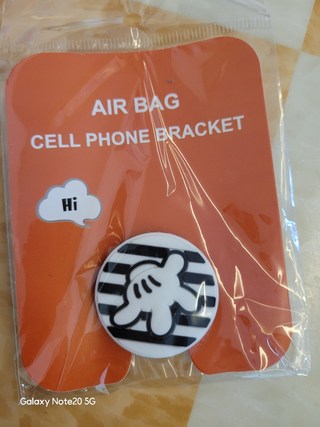 AIR BAG
CELL PHONE BRACKET
Hi
Galaxy Note20 5G